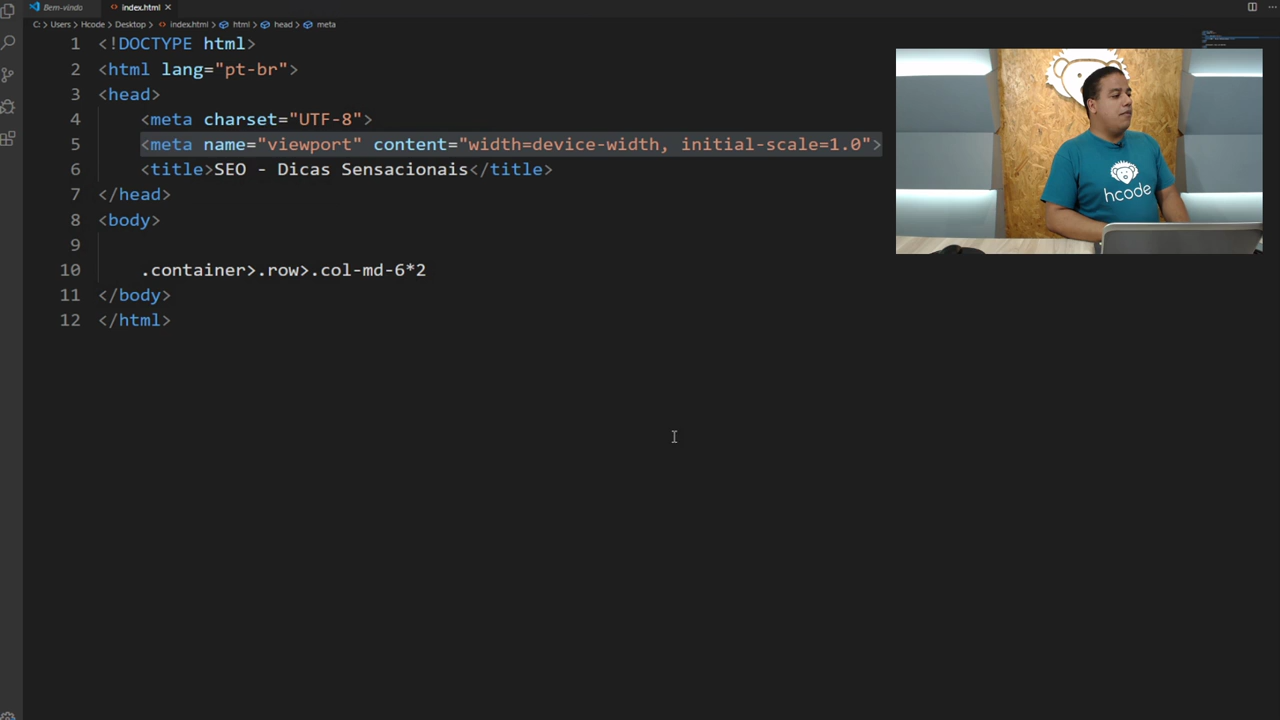 Bem-vindo index.html ×
C: > Users > Hcode > Desktop > index.html > html > head > meta
1 <!DOCTYPE html>
2 <html lang="pt-br">
3 <head>
4 <meta charset="UTF-8">
5 <meta name="viewport" content="width=device-width, initial-scale=1.0">
6 <title>SEO - Dicas Sensacionais</title>
7 </head>
8 <body>
9
10 .container>.row>.col-md-6*2
11 </body>
12 </html>
hcode